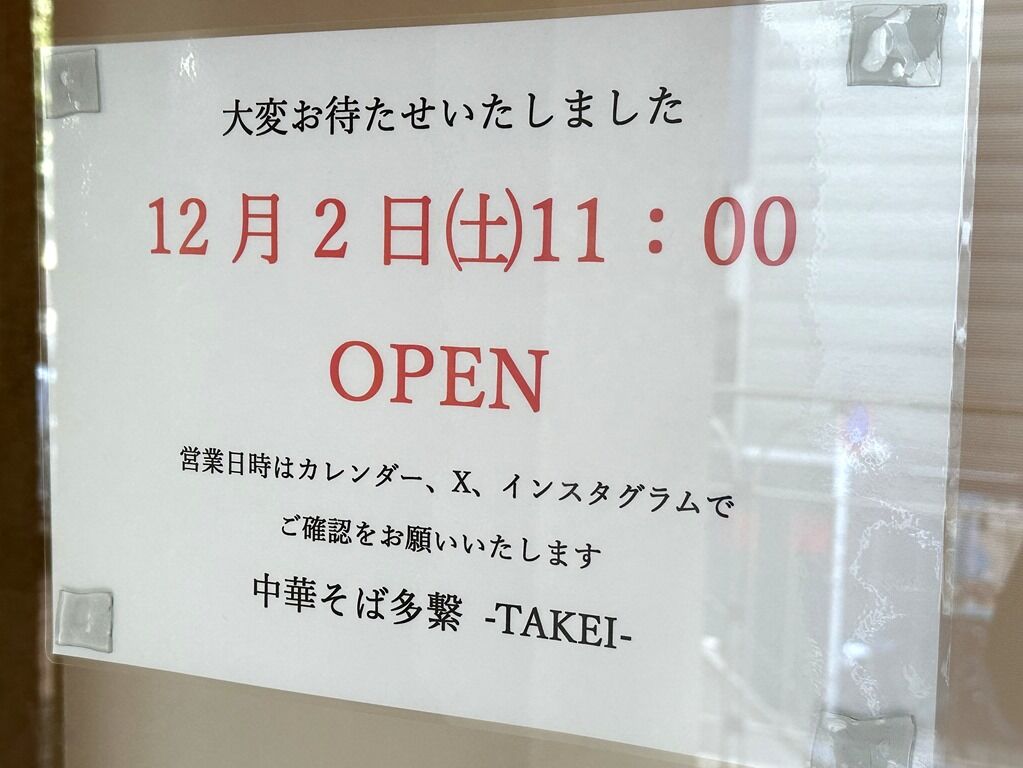 大変お待たせいたしました
12月2日㈯11：00
OPEN
営業日時はカレンダー、X、インスタグラムで
ご確認をお願いいたします
中華そば多繋 -TAKEI-